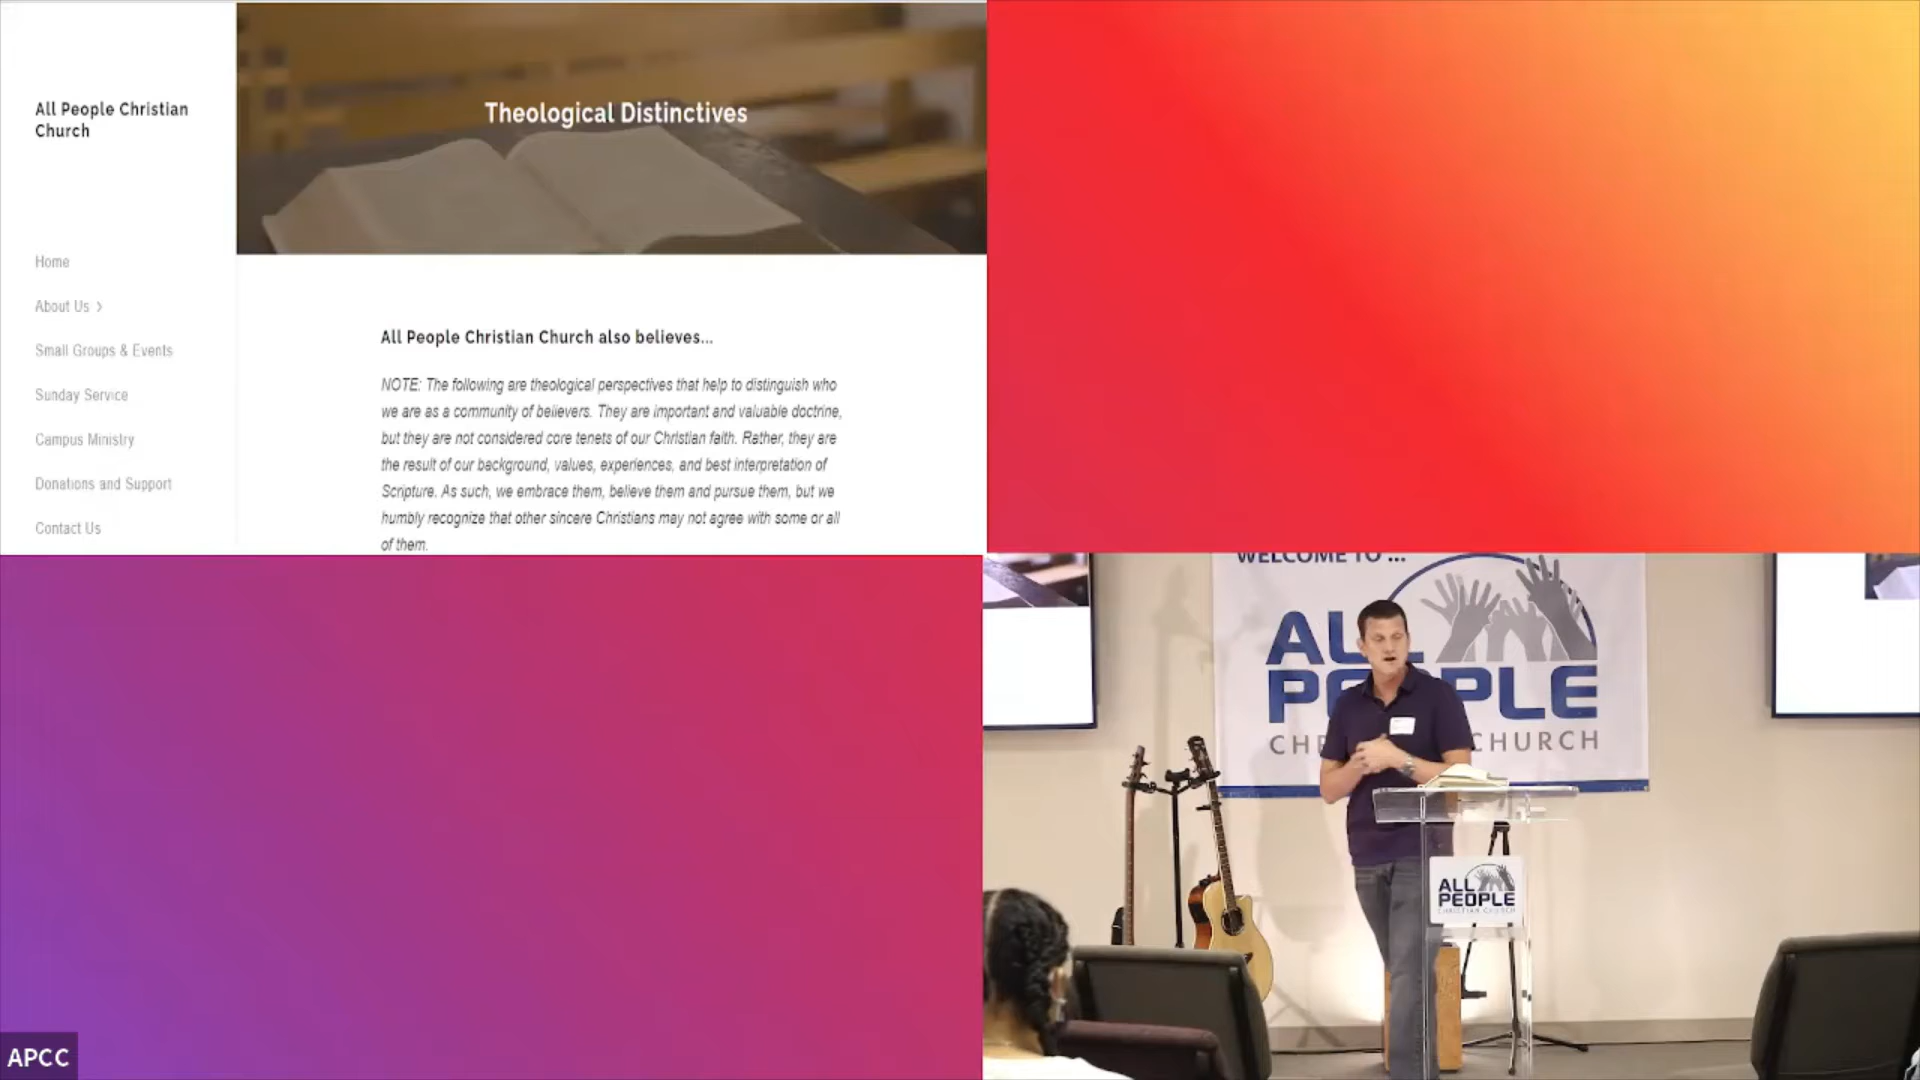 All People Christian
Church
Home
About Us >
Small Groups & Events
Sunday Service
Campus Ministry
Donations and Support
Contact Us
Theological Distinctives
All People Christian Church also believes...
NOTE: The following are theological perspectives that help to distinguish who
we are as a community of believers. They are important and valuable doctrine,
but they are not considered core tenets of our Christian faith. Rather, they are
the result of our background, values, experiences, and best interpretation of
Scripture. As such, we embrace them, believe them and pursue them, but we
humbly recognize that other sincere Christians may not agree with some or all
of them.
WELCOME TO ...
ALL
PEOPLE
CHURCH
ALL
PEOPLE
CHRISTIAN CHURCH
APCC